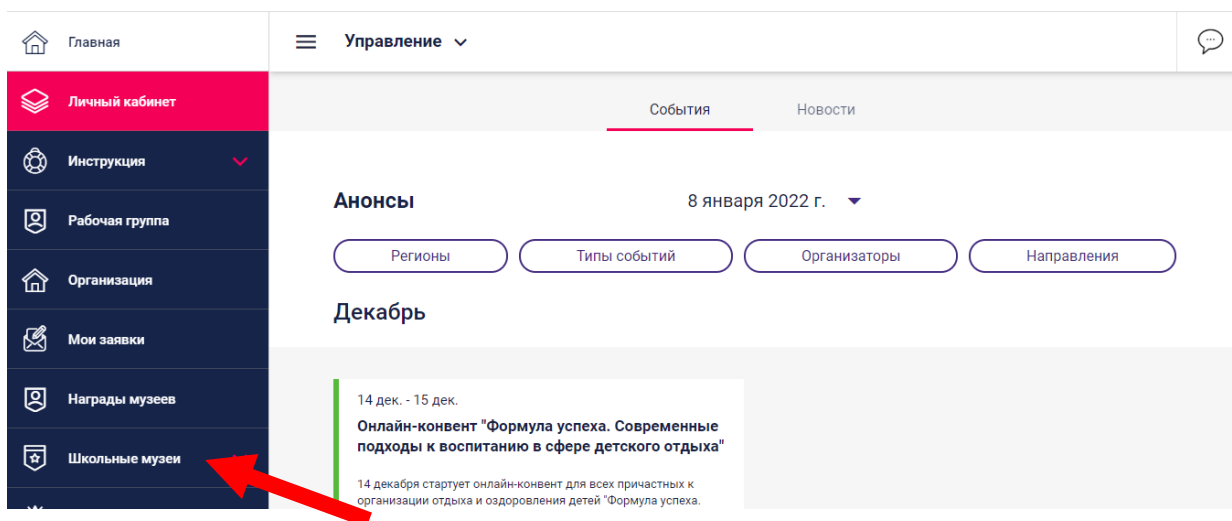 Главная
Управление
Личный кабинет
События
Новости
Инструкция
Рабочая группа
Анонсы
8 января 2022 г.
Регионы
Типы событий
Организаторы
Направления
Организация
Декабрь
Мои заявки
Награды музеев
14 дек. - 15 дек.
Онлайн-конвент "Формула успеха. Современные
подходы к воспитанию в сфере детского отдыха"
Школьные музеи
14 декабря стартует онлайн-конвент для всех причастных к
организации отдыха и оздоровления детей "Формула успеха.